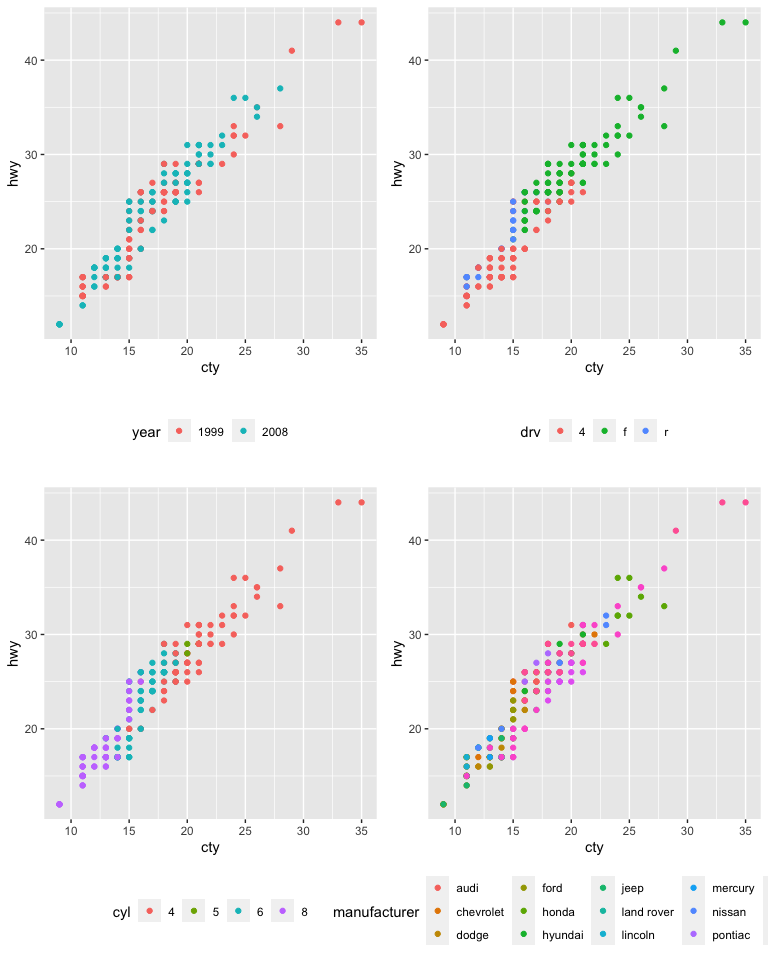 40
30
20
hwy
10 15 20 25 30 35
cty
year 1999 2008
40
30
20
hwy
10 15 20 25 30 35
cty
drv 4 f r
40
30
20
hwy
10 15 20 25 30 35
cty
cyl 4 5 6 8
40
30
20
hwy
10 15 20 25 30 35
cty
manufacturer
audi ford jeep mercury
chevrolet honda land rover nissan
dodge hyundai lincoln pontiac